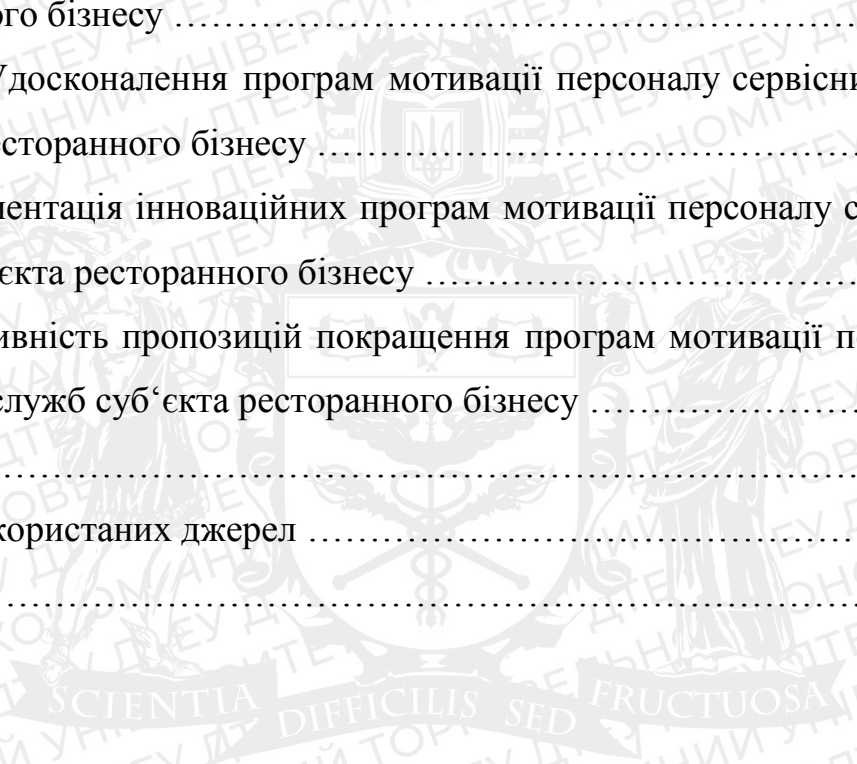 ого бізнесу ………………………………………………………
Удосконалення програм мотивації персоналу сервісни
есторанного бізнесу ……………………………………………
ментація інноваційних програм мотивації персоналу с
єкта ресторанного бізнесу ……………………………………
ивність пропозицій покращення програм мотивації п
служб суб‘єкта ресторанного бізнесу ………………………
………………………………………………………………………
користаних джерел ……………………………………………
………………………………………………………………………
SCIENTIA DIFFICILIS SED FRUCTUOSA